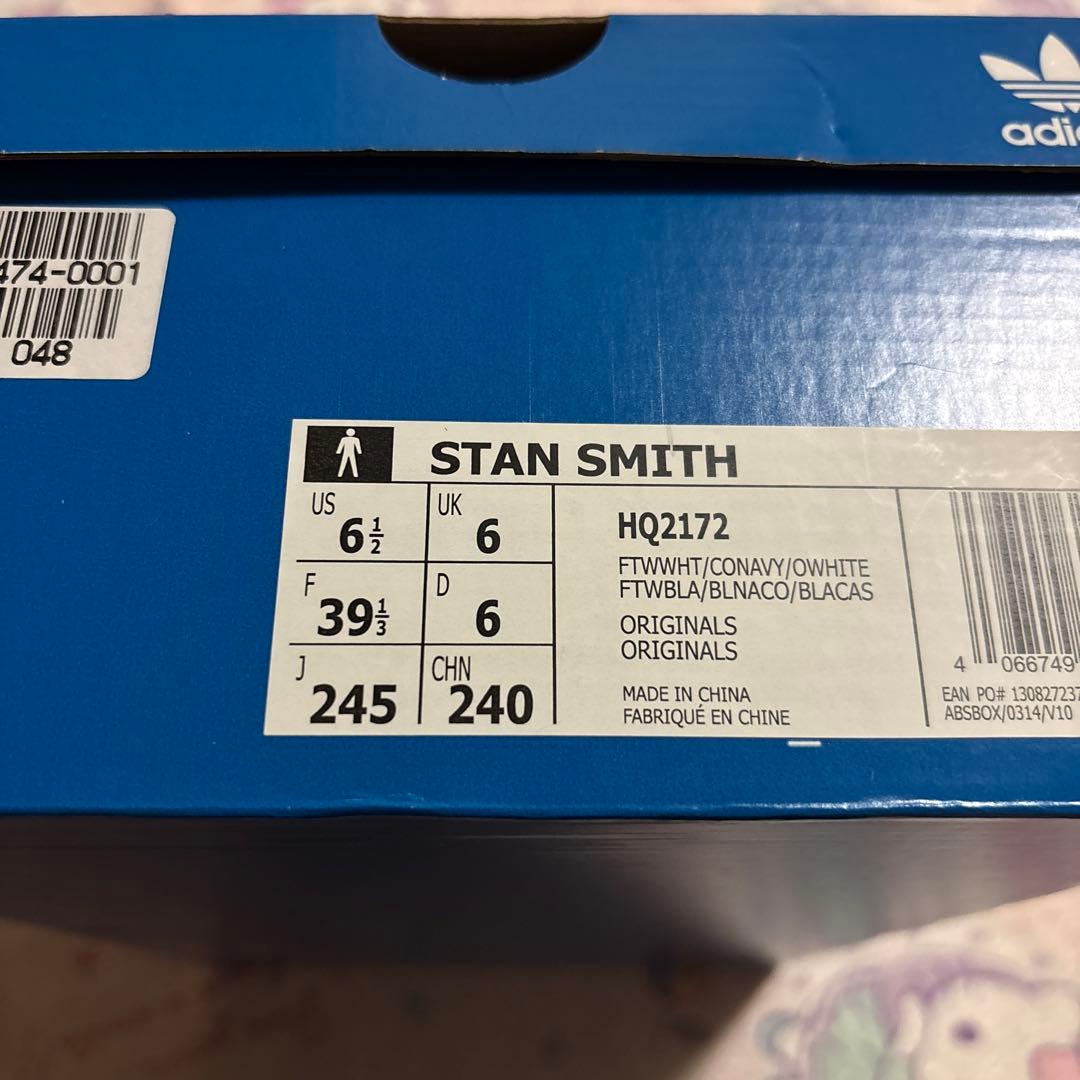 474-0001
048
STAN SMITH
US
6 1/2
UK
6
F
39 1/3
D
6
J
245
CHN
240
HQ2172
FTWWHT/CONAVY/OWHITE
FTWBLA/BLNACO/BLACAS
ORIGINALS
ORIGINALS
MADE IN CHINA
FABRIQUÉ EN CHINE
4 066749
EAN PO# 130827237
ABSBOX/0314/V10